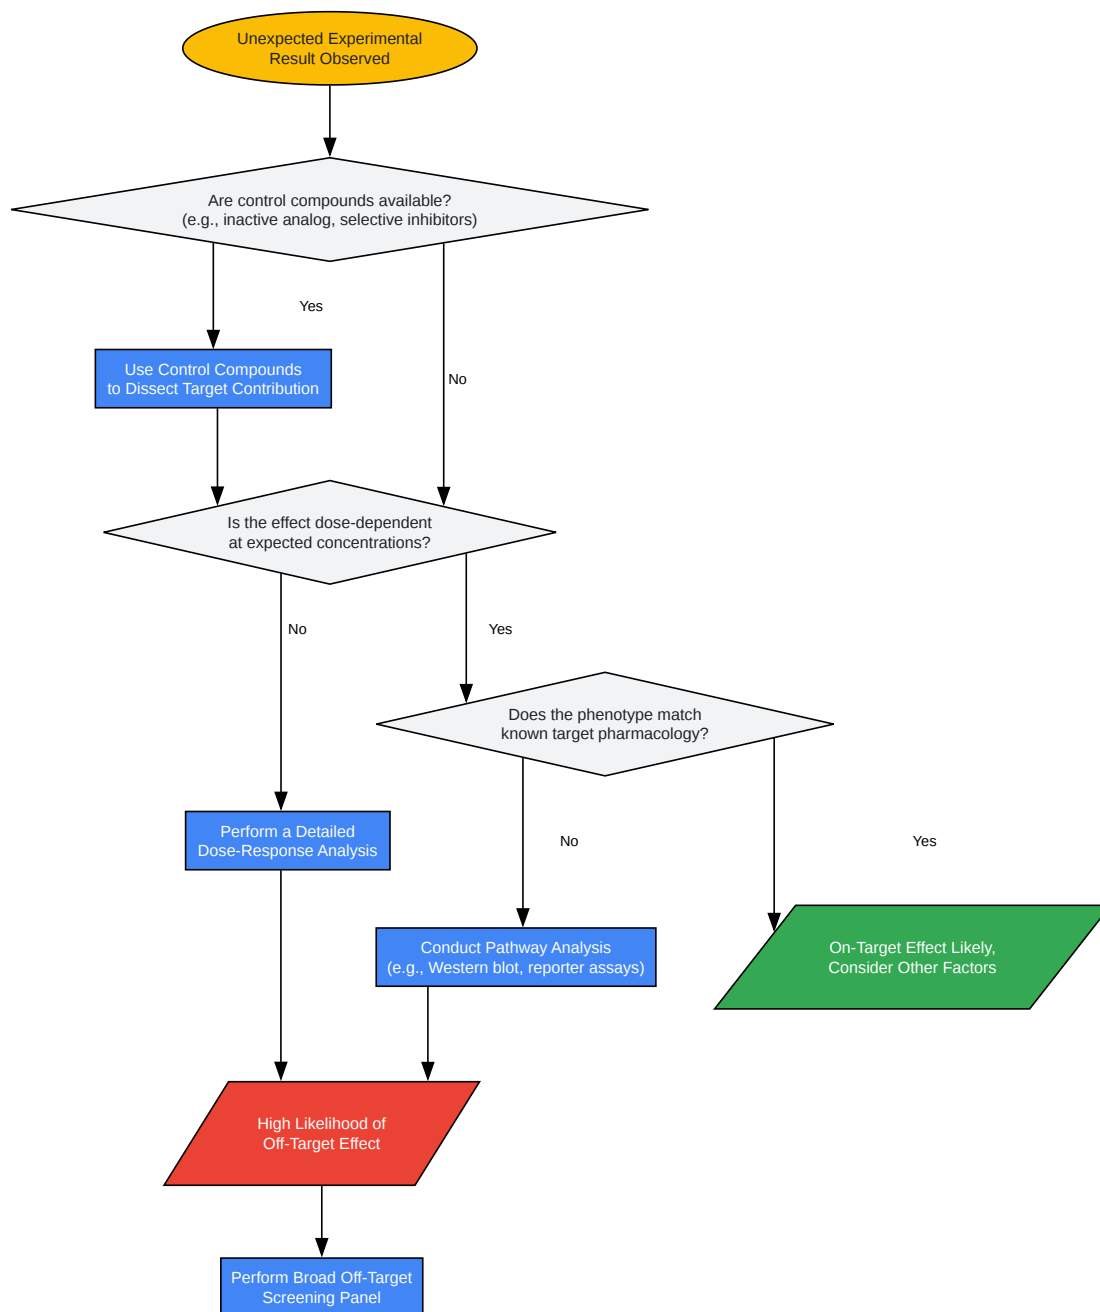 Unexpected Experimental
Result Observed
Are control compounds available?
(e.g., inactive analog, selective inhibitors)
Yes
Use Control Compounds
to Dissect Target Contribution
No
Is the effect dose-dependent
at expected concentrations?
No
Yes
Does the phenotype match
known target pharmacology?
Perform a Detailed
Dose-Response Analysis
No
Yes
Conduct Pathway Analysis
(e.g., Western blot, reporter assays)
On-Target Effect Likely,
Consider Other Factors
High Likelihood of
Off-Target Effect
Perform Broad Off-Target
Screening Panel